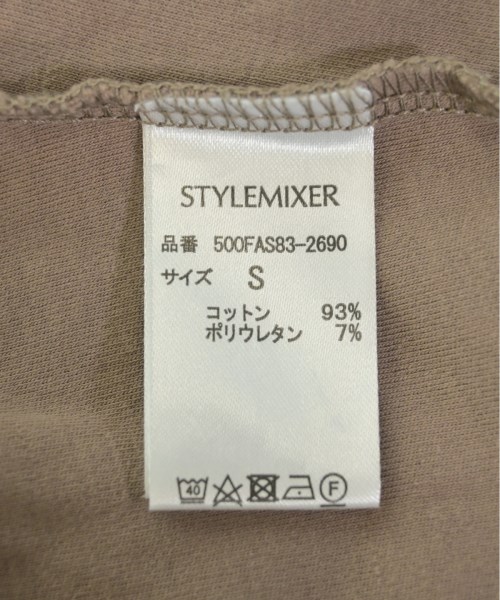 STYLEMIXER
品番 500FAS83-2690
サイズ S
コットン 93%
ポリウレタン 7%
40 F